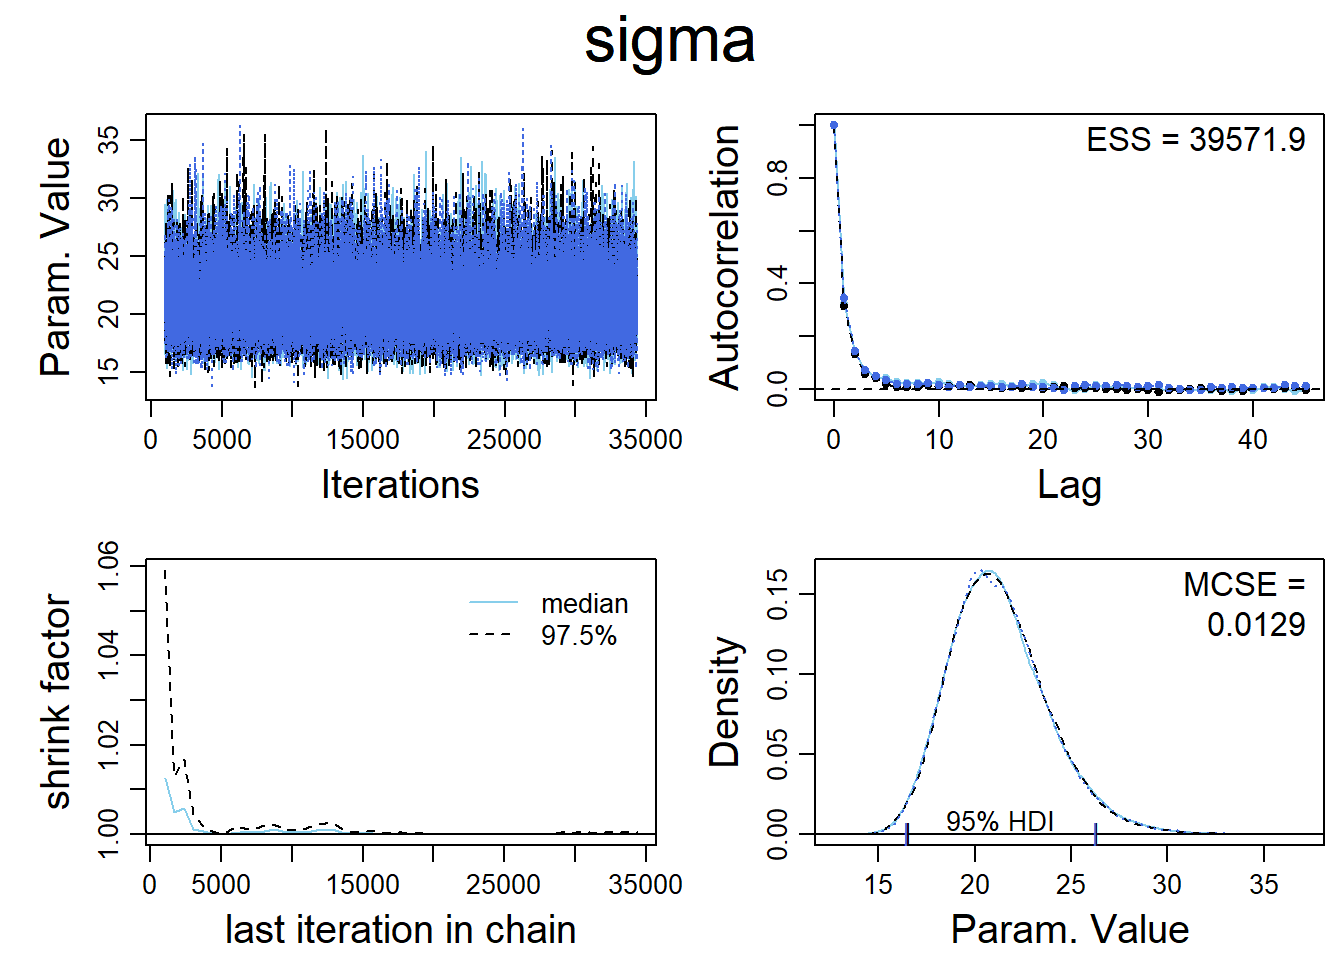 sigma
Param. Value
35
30
25
20
15
0 5000 15000 25000 35000
Iterations
Autocorrelation
0.8
0.4
0.0
ESS = 39571.9
0 10 20 30 40
Lag
shrink factor
1.06
1.04
1.02
1.00
median
97.5%
0 5000 15000 25000 35000
last iteration in chain
Density
0.15
0.10
0.05
0.00
MCSE =
0.0129
95% HDI
15 20 25 30 35
Param. Value